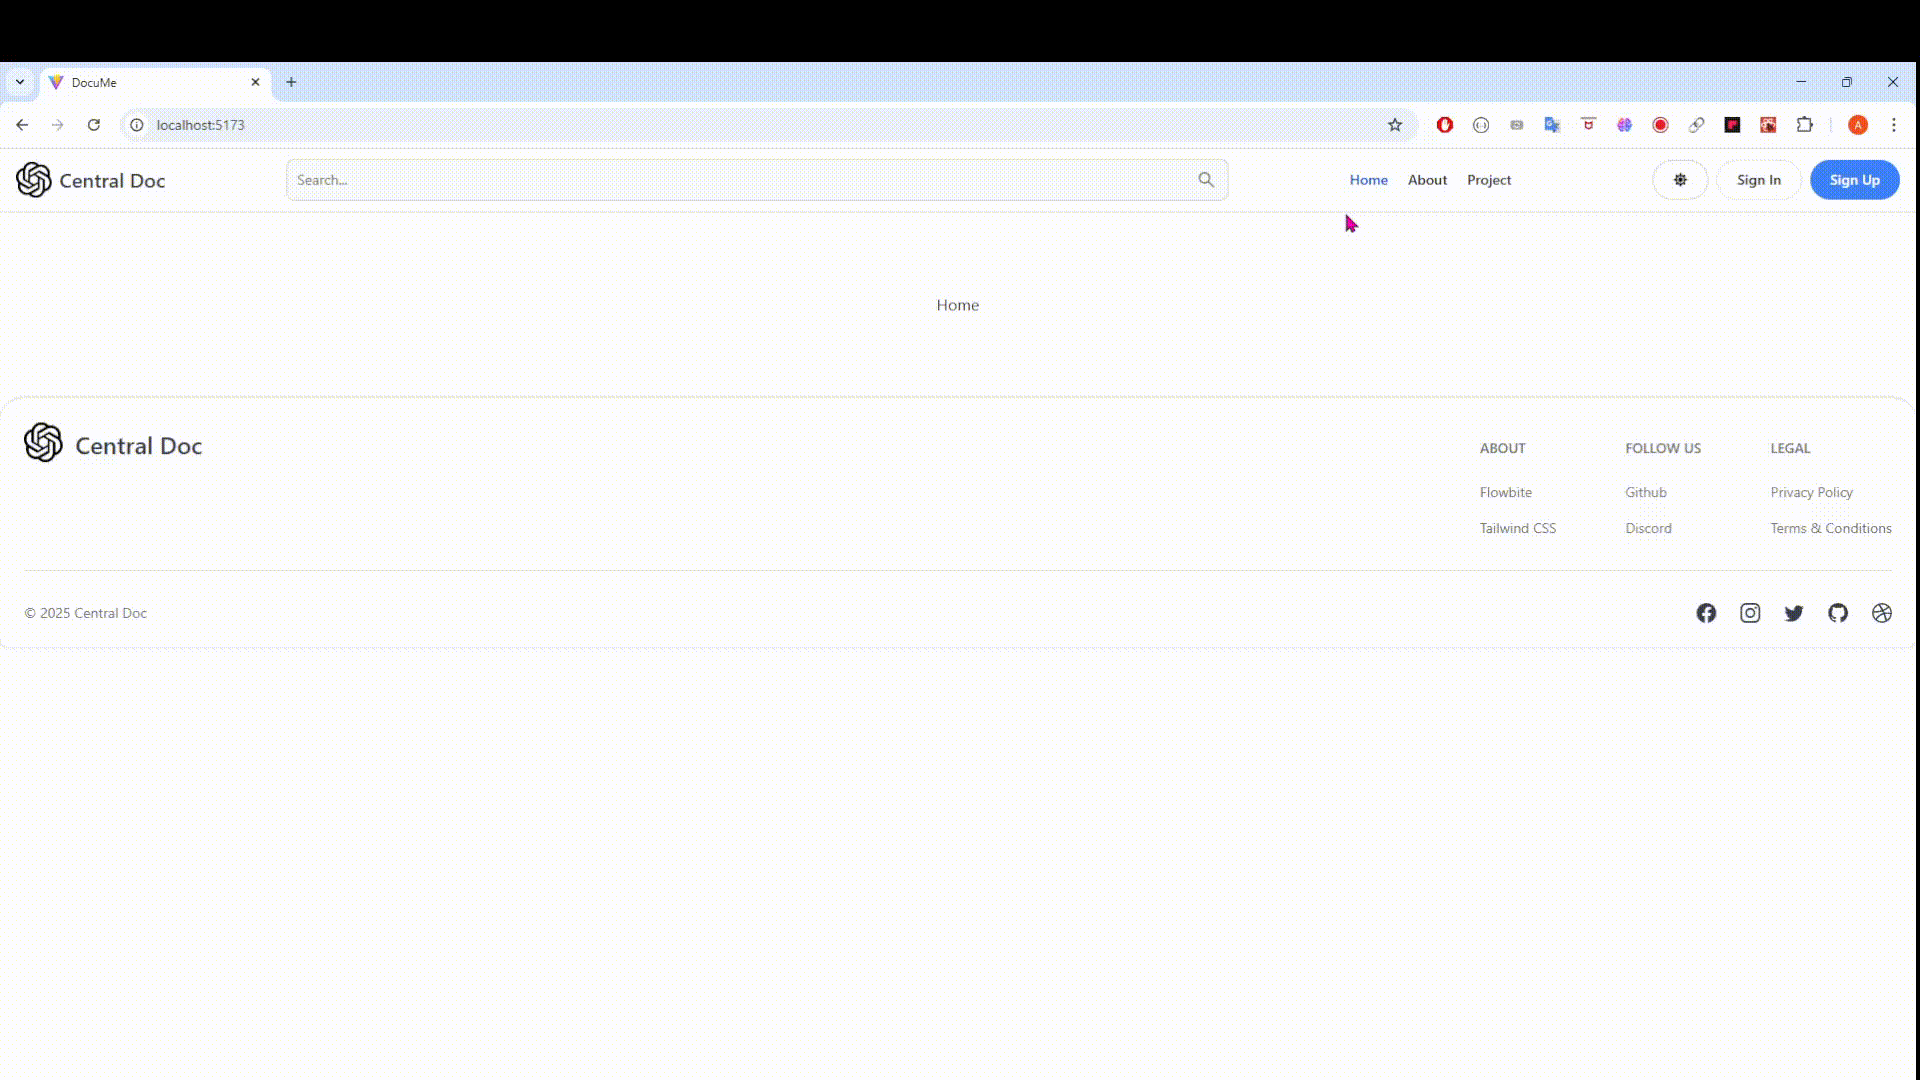 DocuMe
localhost:5173
A
Central Doc
Search...
Home About Project
Sign In
Sign Up
Home
Central Doc
ABOUT FOLLOW US LEGAL
Flowbite Github Privacy Policy
Tailwind CSS Discord Terms & Conditions
© 2025 Central Doc